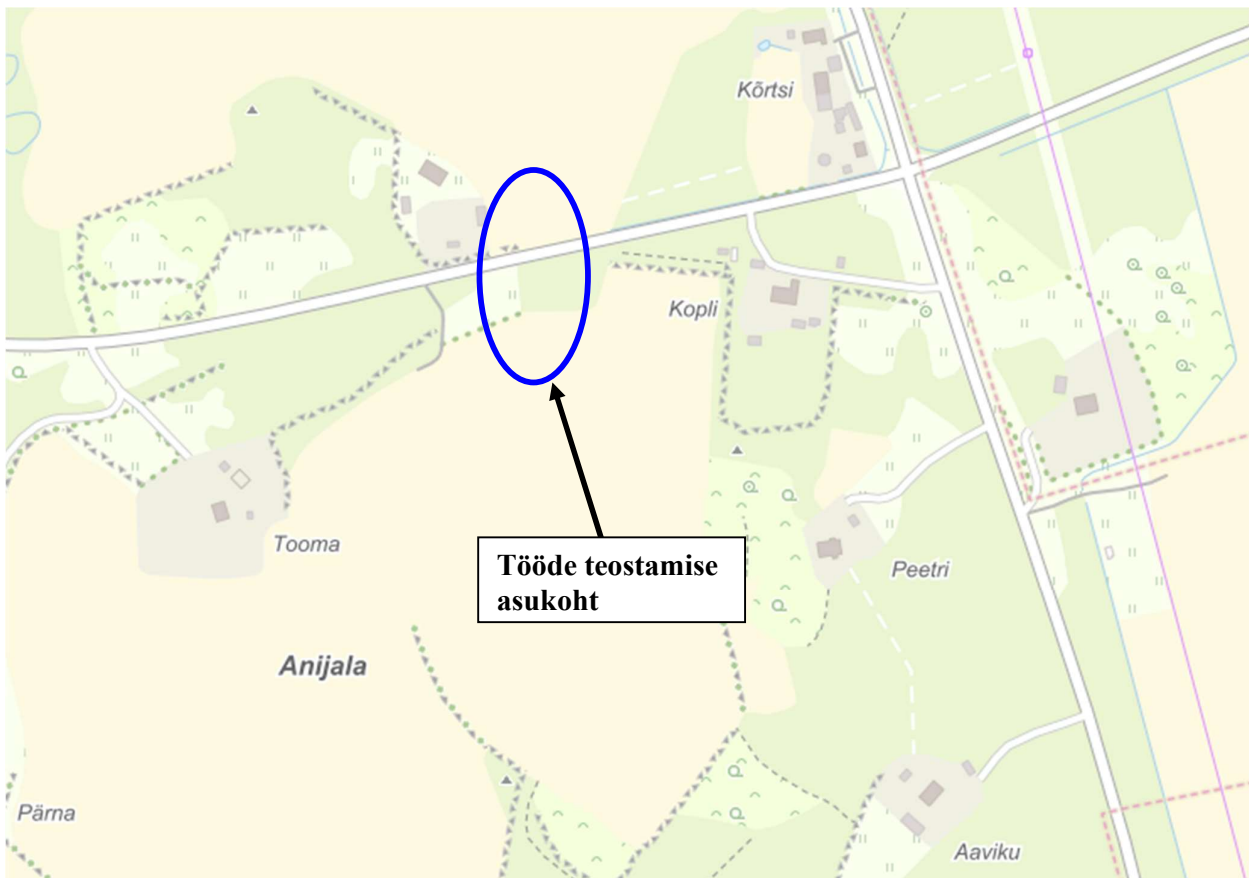 Kõrtsi
Kopli
Tööde teostamise
asukoht
Tooma
Peetri
Anijala
Pärna
Aaviku